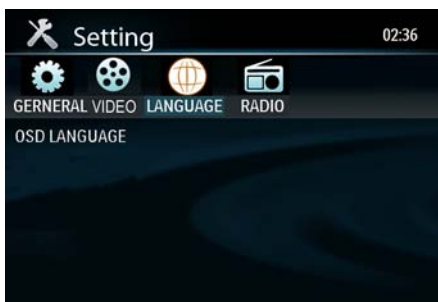 Setting 02:36
GERNERAL VIDEO LANGUAGE RADIO
OSD LANGUAGE